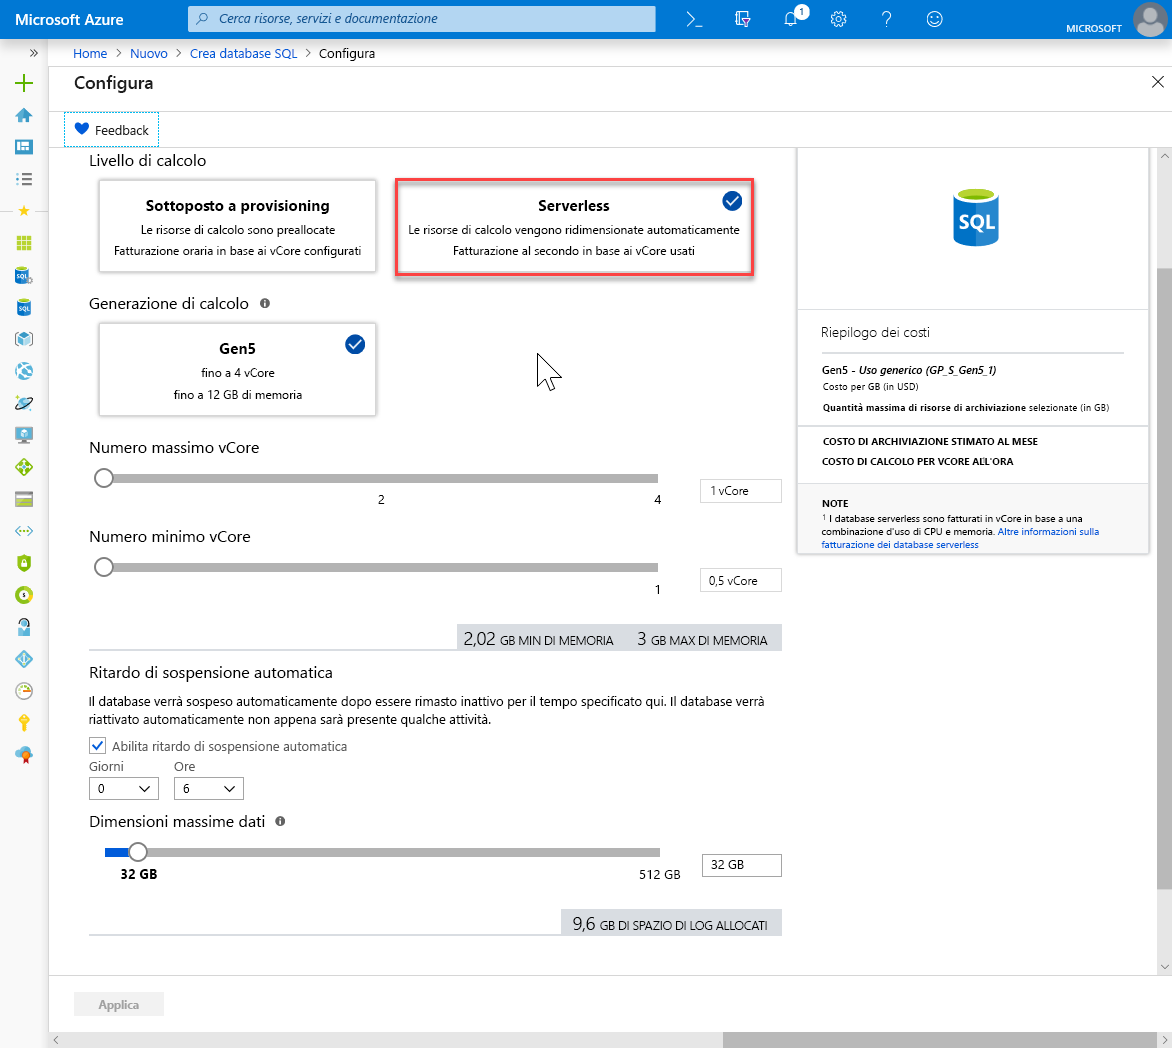 Microsoft Azure
Cerca risorse, servizi e documentazione
1
MICROSOFT
Home > Nuovo > Crea database SQL > Configura
Configura
Feedback
Livello di calcolo
Sottoposto a provisioning
Le risorse di calcolo sono preallocate
Fatturazione oraria in base ai vCore configurati
Serverless
Le risorse di calcolo vengono ridimensionate automaticamente
Fatturazione al secondo in base ai vCore usati
Generazione di calcolo
Gen5
fino a 4 vCore
fino a 12 GB di memoria
Numero massimo vCore
2
4
1 vCore
Numero minimo vCore
1
0,5 vCore
2,02 GB MIN DI MEMORIA 3 GB MAX DI MEMORIA
Ritardo di sospensione automatica
Il database verrà sospeso automaticamente dopo essere rimasto inattivo per il tempo specificato qui. Il database verrà
riattivato automaticamente non appena sarà presente qualche attività.
Abilita ritardo di sospensione automatica
Giorni Ore
0 6
Dimensioni massime dati
32 GB
512 GB
32 GB
9,6 GB DI SPAZIO DI LOG ALLOCATI
Applica
SQL
Riepilogo dei costi
Gen5 - Uso generico (GP_S_Gen5_1)
Costo per GB (in USD)
Quantità massima di risorse di archiviazione selezionate (in GB)
COSTO DI ARCHIVIAZIONE STIMATO AL MESE
COSTO DI CALCOLO PER VCORE ALL'ORA
NOTE
1 I database serverless sono fatturati in vCore in base a una
combinazione d'uso di CPU e memoria. Altre informazioni sulla
fatturazione dei database serverless